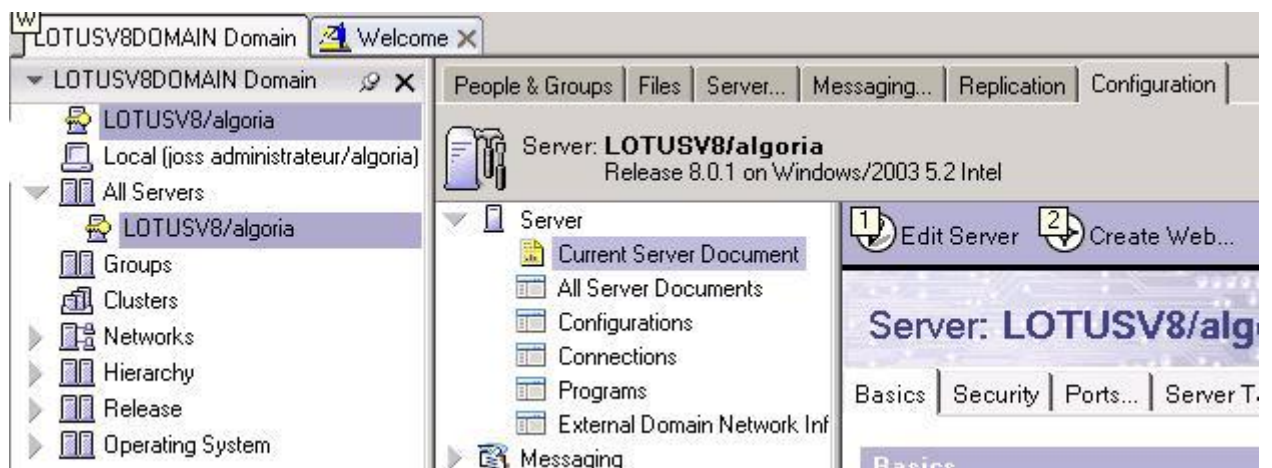 W
LOTUSV8DOMAIN Domain Welcome
LOTUSV8DOMAIN Domain
LOTUSV8/algoria
Local (joss administrateur/algoria)
All Servers
LOTUSV8/algoria
Groups
Clusters
Networks
Hierarchy
Release
Operating System
People & Groups Files Server... Messaging... Replication Configuration
Server: LOTUSV8/algoria
Release 8.0.1 on Windows/2003 5.2 Intel
Server
Current Server Document
All Server Documents
Configurations
Connections
Programs
External Domain Network Inf
Messaging
1 Edit Server 2 Create Web...
Server: LOTUSV8/alg
Basics Security Ports... Server T
Basics